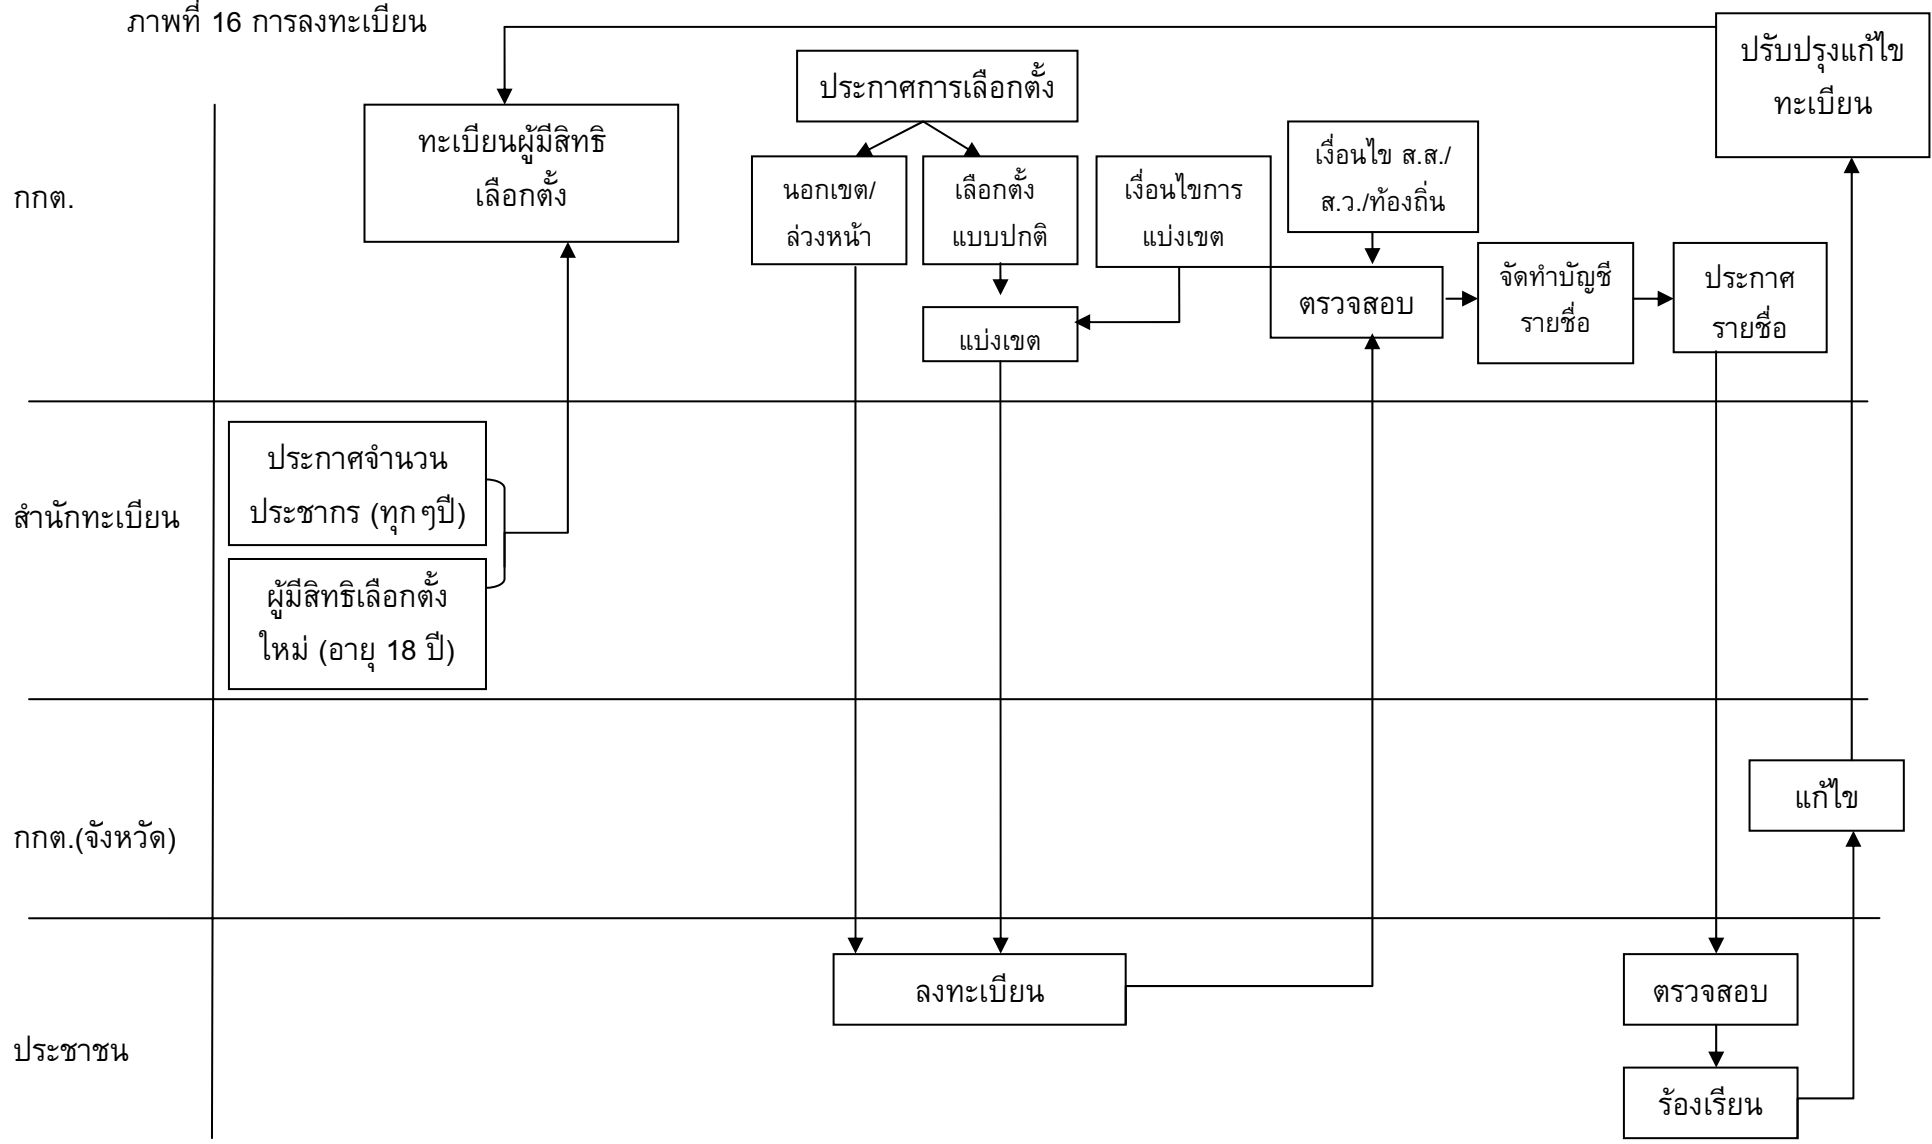 ภาพที่ 16 การลงทะเบียน
ปรับปรุงแก้ไข
ทะเบียน
ประกาศการเลือกตั้ง
ทะเบียนผู้มีสิทธิ
เลือกตั้ง
กกต.
นอกเขต/
ล่วงหน้า
เลือกตั้ง
แบบปกติ
เงื่อนไขการ
แบ่งเขต
เงื่อนไข ส.ส./
ส.ว./ท้องถิ่น
แบ่งเขต
ตรวจสอบ
จัดทำบัญชี
รายชื่อ
ประกาศ
รายชื่อ
สำนักทะเบียน
ประกาศจำนวน
ประชากร (ทุกๆปี)
ผู้มีสิทธิเลือกตั้ง
ใหม่ (อายุ 18 ปี)
กกต.(จังหวัด)
แก้ไข
ประชาชน
ลงทะเบียน
ตรวจสอบ
ร้องเรียน